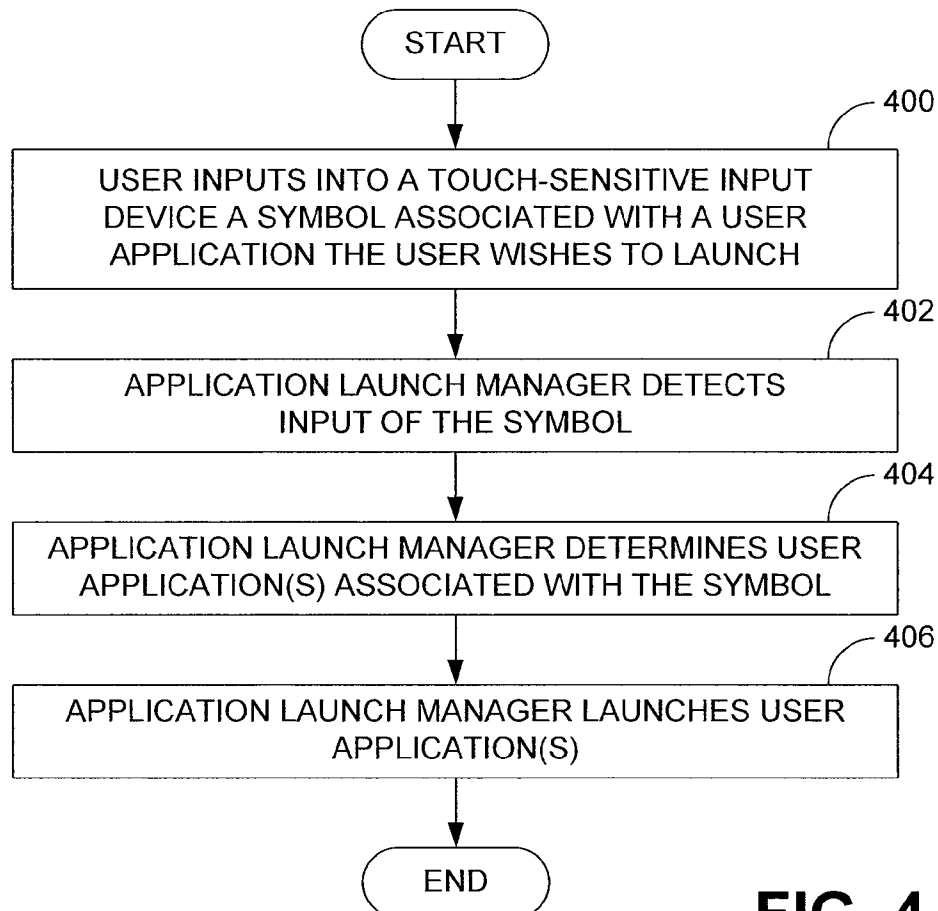 START
400
USER INPUTS INTO A TOUCH-SENSITIVE INPUT
DEVICE A SYMBOL ASSOCIATED WITH A USER
APPLICATION THE USER WISHES TO LAUNCH
402
APPLICATION LAUNCH MANAGER DETECTS
INPUT OF THE SYMBOL
404
APPLICATION LAUNCH MANAGER DETERMINES USER
APPLICATION(S) ASSOCIATED WITH THE SYMBOL
406
APPLICATION LAUNCH MANAGER LAUNCHES USER
APPLICATION(S)
END
FIG. 4